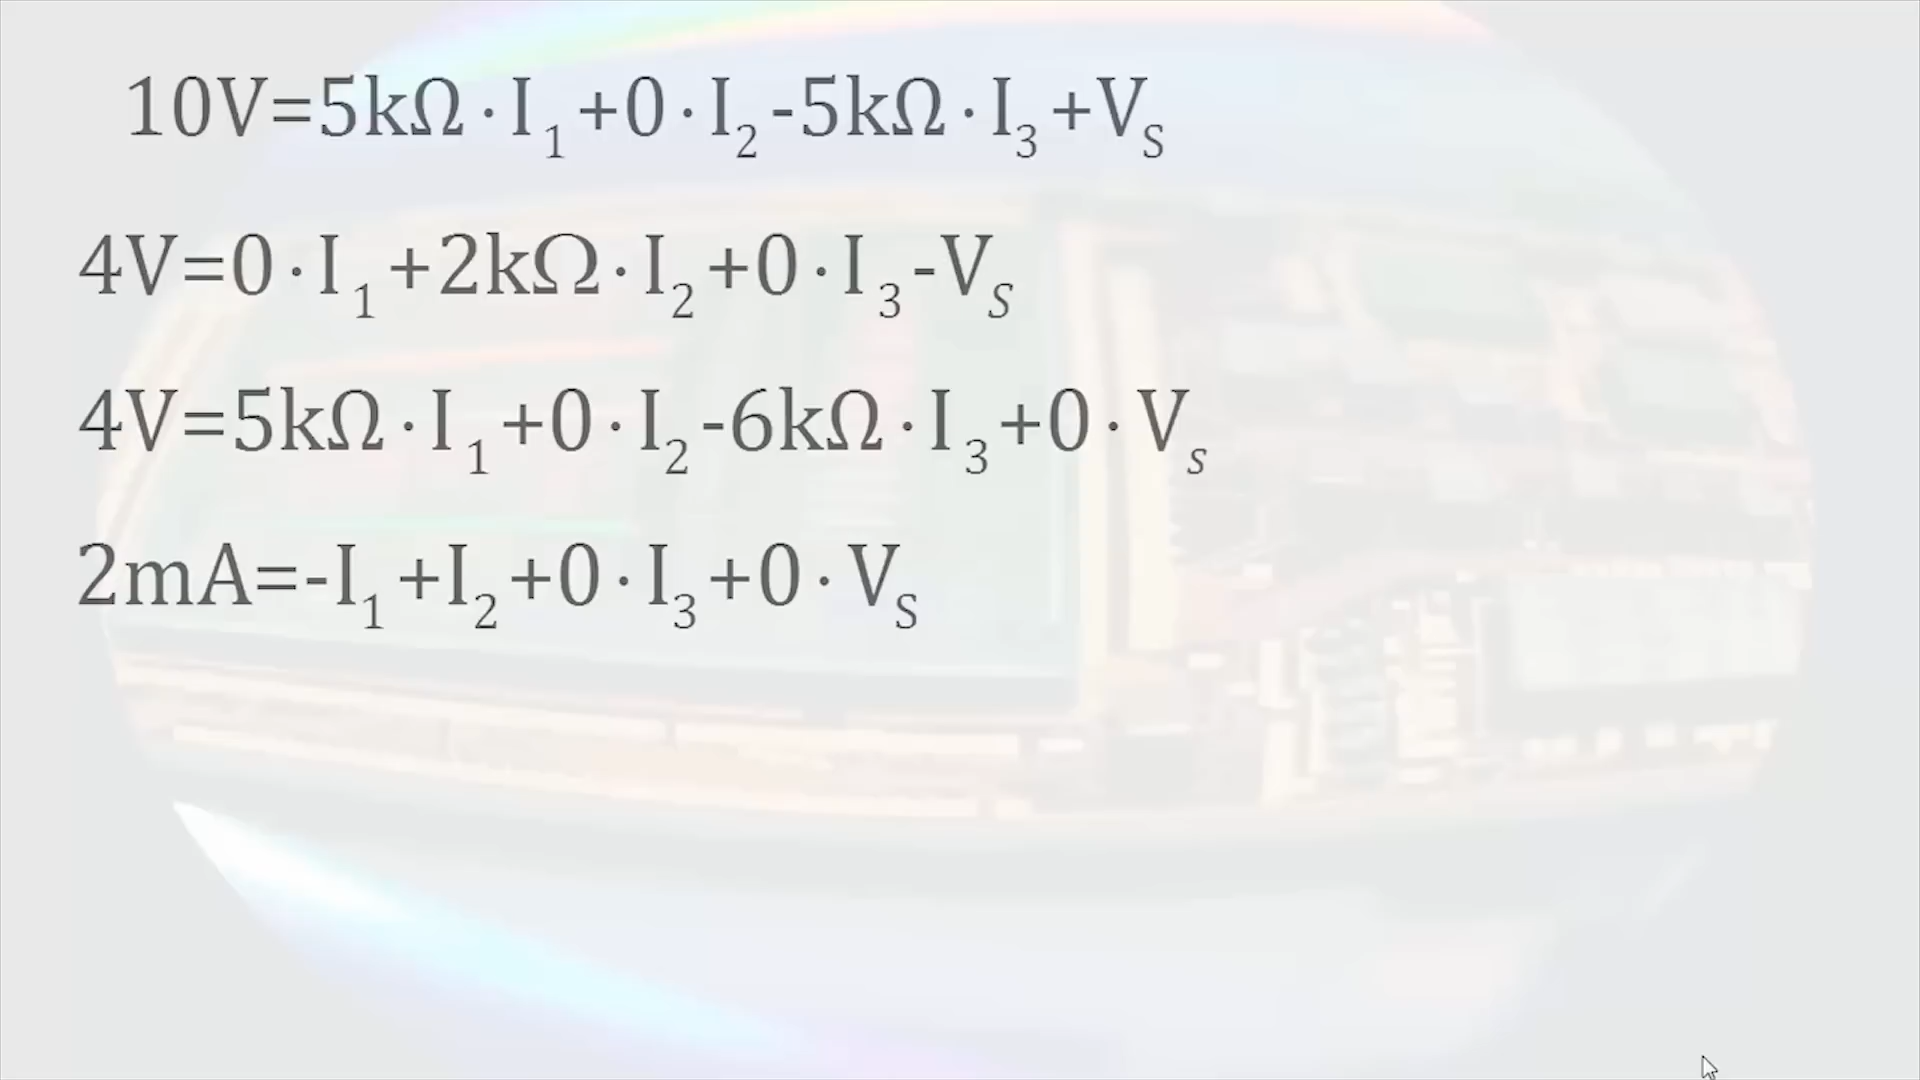 10V=5kΩ·I₁+0·I₂-5kΩ·I₃+Vₛ
4V=0·I₁+2kΩ·I₂+0·I₃-Vₛ
4V=5kΩ·I₁+0·I₂-6kΩ·I₃+0·Vₛ
2mA=-I₁+I₂+0·I₃+0·Vₛ